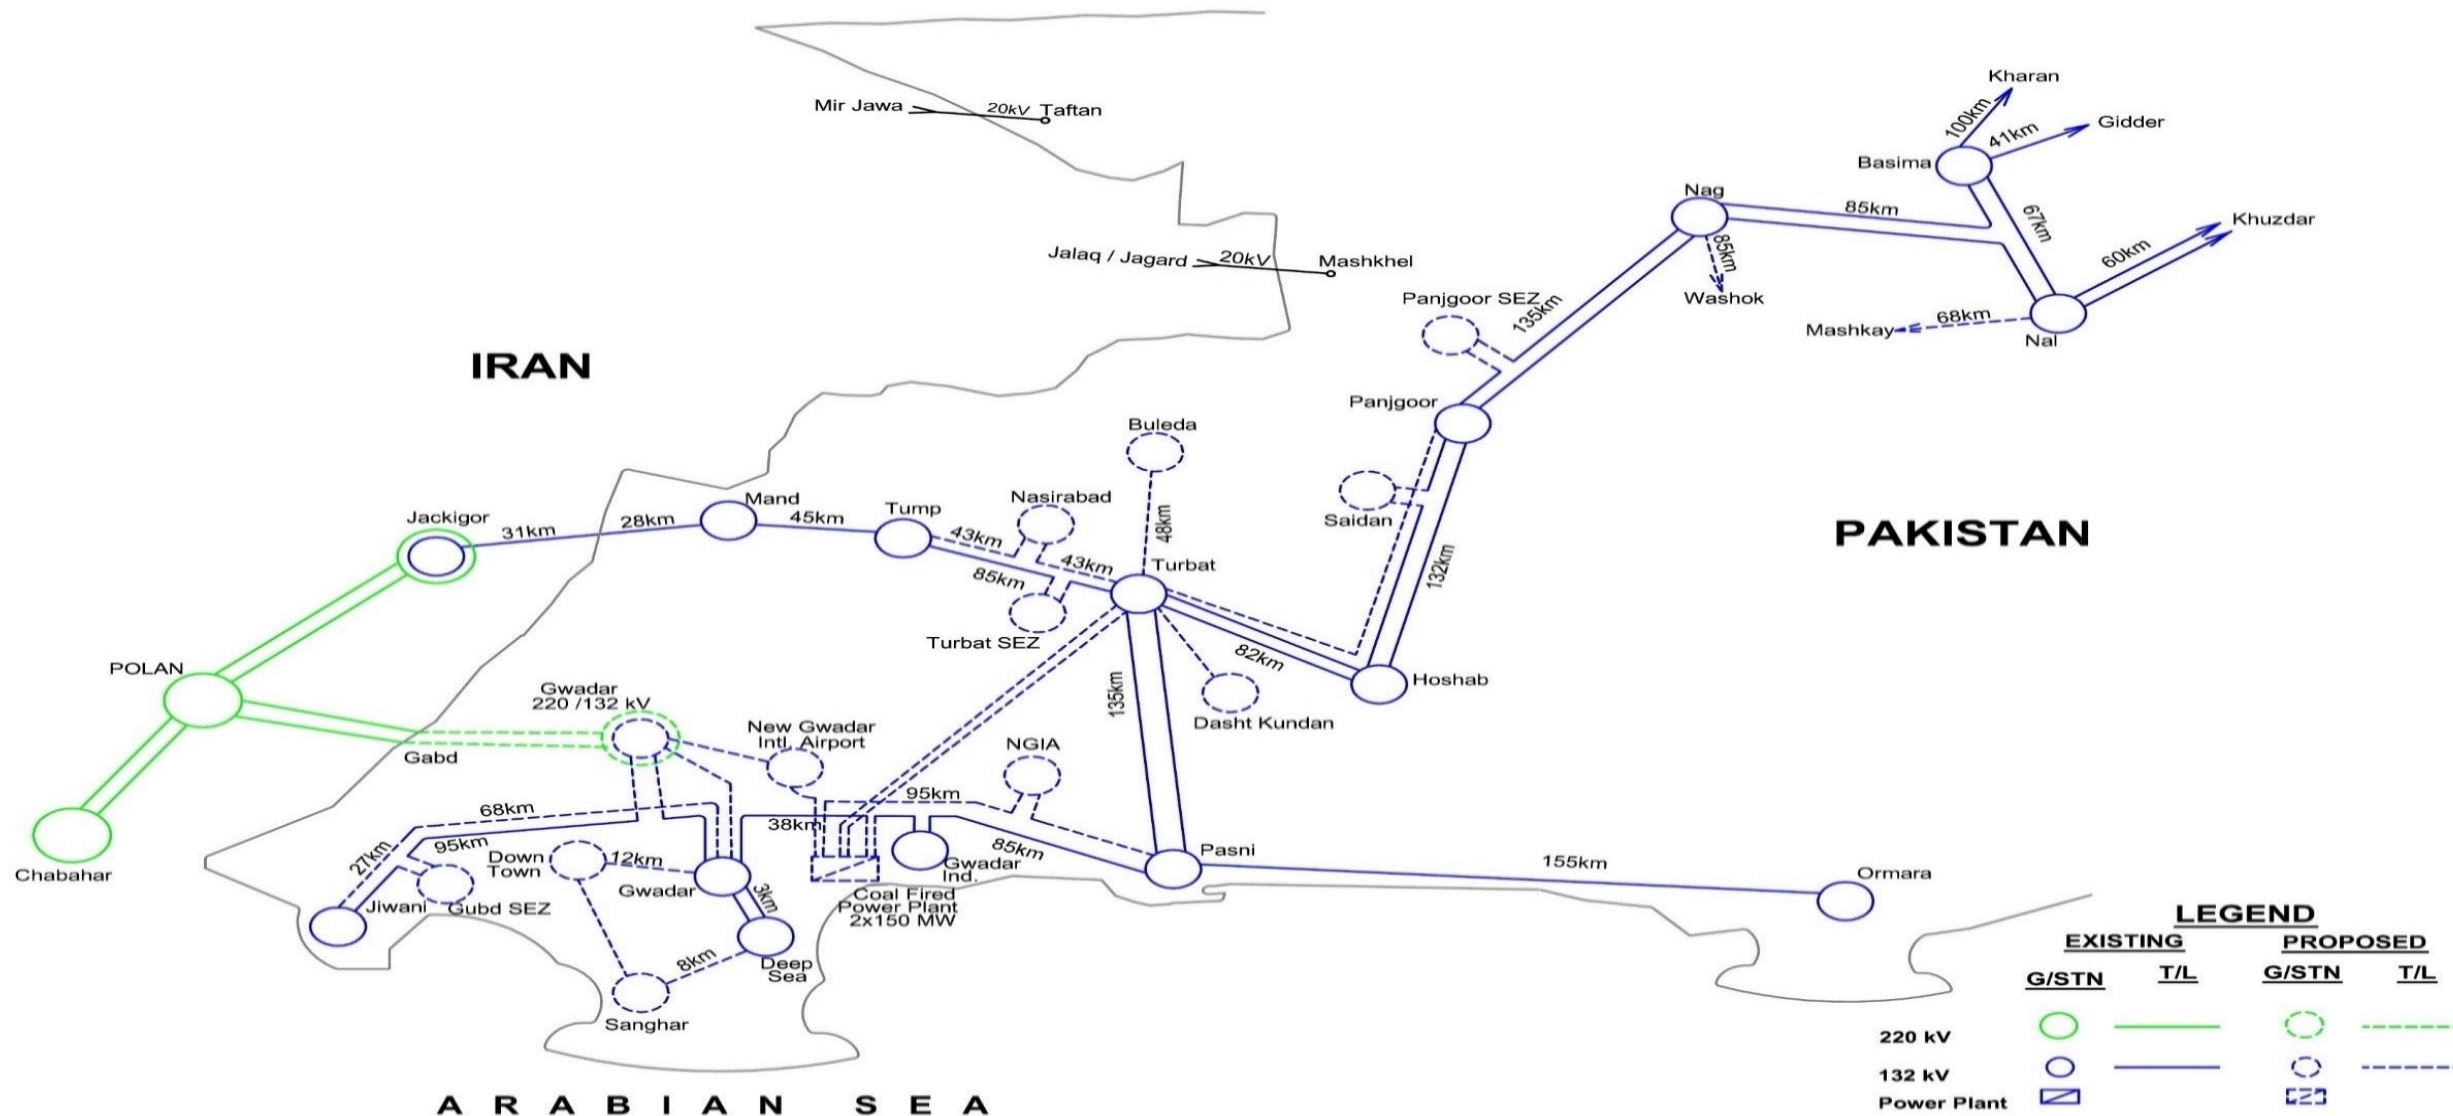 Kharan
100km
41km
Gidder
Mir Jawa
20kV
Taftan
Basima
Nag
85km
67km
Khuzdar
Jalaq / Jagard
20kV
Mashkhel
85km
60km
Panjgoor SEZ
135km
Washok
Mashkay
68km
Nal
IRAN
Panjgoor
Buleda
Jackigor
31km
28km
Mand
45km
Tump
Nasirabad
43km
43km
85km
48km
Turbat
Saidan
132km
PAKISTAN
Turbat SEZ
82km
Hoshab
POLAN
Gwadar
220 /132 kV
135km
Dasht Kundan
New Gwadar
Intl. Airport
NGIA
Gabd
68km
95km
38km
27km
95km
Down
Town
12km
Gwadar
3km
Gwadar
Ind.
85km
Pasni
155km
Ormara
Chabahar
Jiwani
Gubd SEZ
Coal Fired
Power Plant
2x150 MW
8km
Deep
Sea
Sanghar
LEGEND
EXISTING
PROPOSED
G/STN
T/L
G/STN
T/L
220 kV
132 kV
Power Plant
ARABIAN SEA